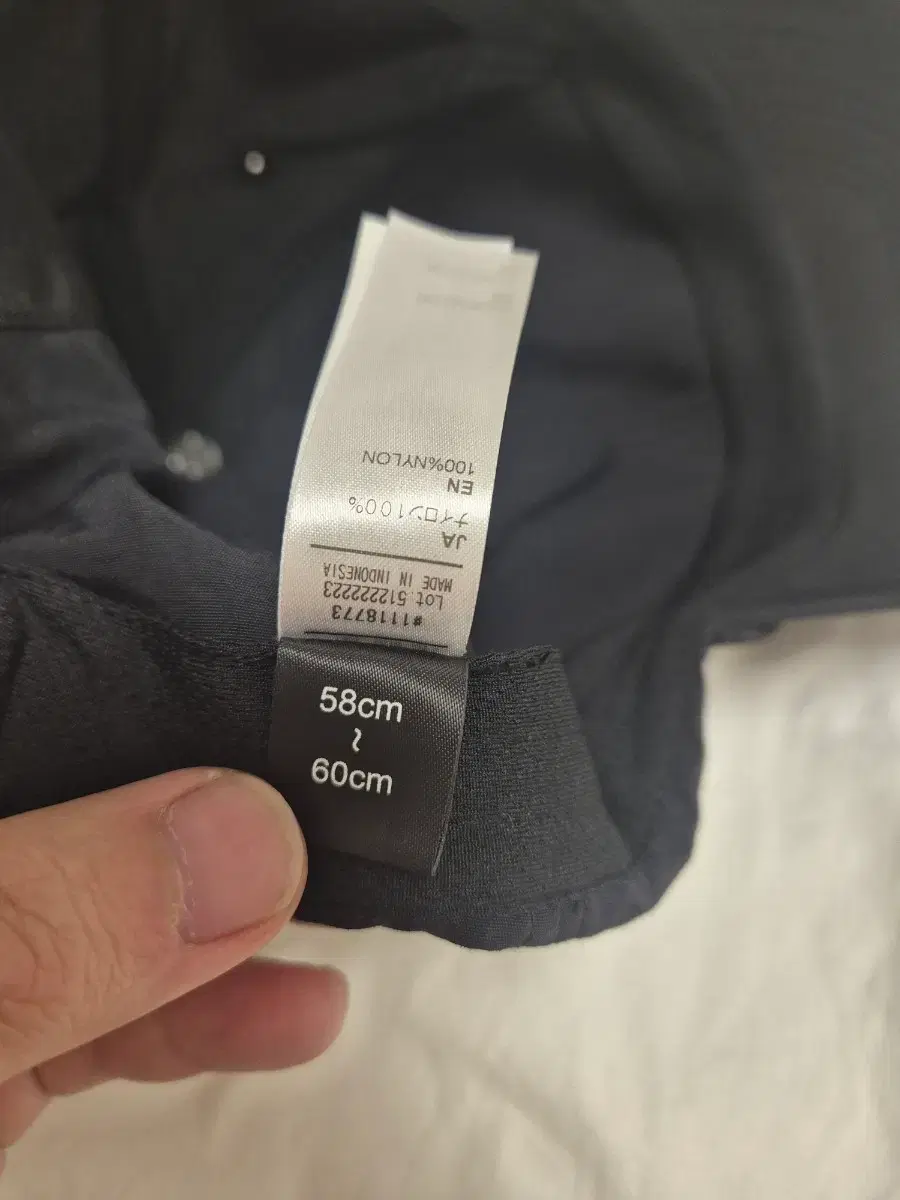 58cm
~
60cm
#1118773
Lot.512222223
MADE IN INDONESIA
JA
ナイロン100%
EN
100%NYLON